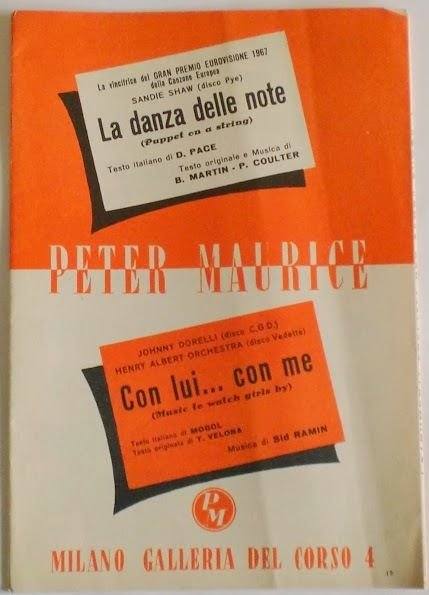 La vincitrice del GRAN PREMIO EUROVISIONE 1967
della Canzone Europea
SANDIE SHAW (disco Pye)
La danza delle note
(Puppet on a string)
Testo italiano di D. PACE
Testo originale e Musica di
B. MARTIN - P. COULTER
PETER MAURICE
JOHNNY DORELLI (disco C.G.D.)
HENRY ALBERT ORCHESTRA (disco Vedette)
Con lui... con me
(Music to watch girls by)
Testo italiano di MOGOL
Testo originale di T. VELONA
Musica di Sid RAMIN
PM
MILANO GALLERIA DEL CORSO 4